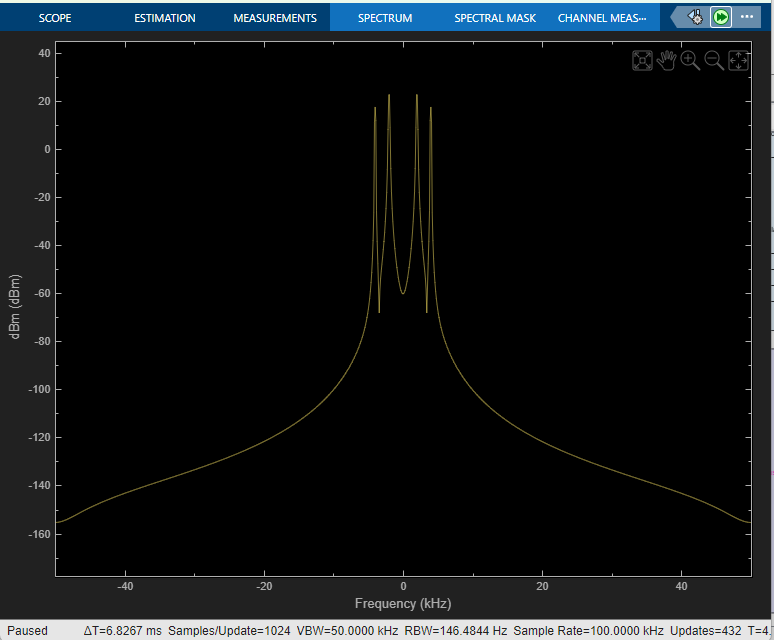 SCOPE ESTIMATION MEASUREMENTS SPECTRUM SPECTRAL MASK CHANNEL MEAS···
40
20
0
-20
-40
-60
-80
-100
-120
-140
-160
dBm (dBm)
-40 -20 0 20 40
Frequency (kHz)
Paused ΔT=6.8267 ms Samples/Update=1024 VBW=50.0000 kHz RBW=146.4844 Hz Sample Rate=100.0000 kHz Updates=432 T=4